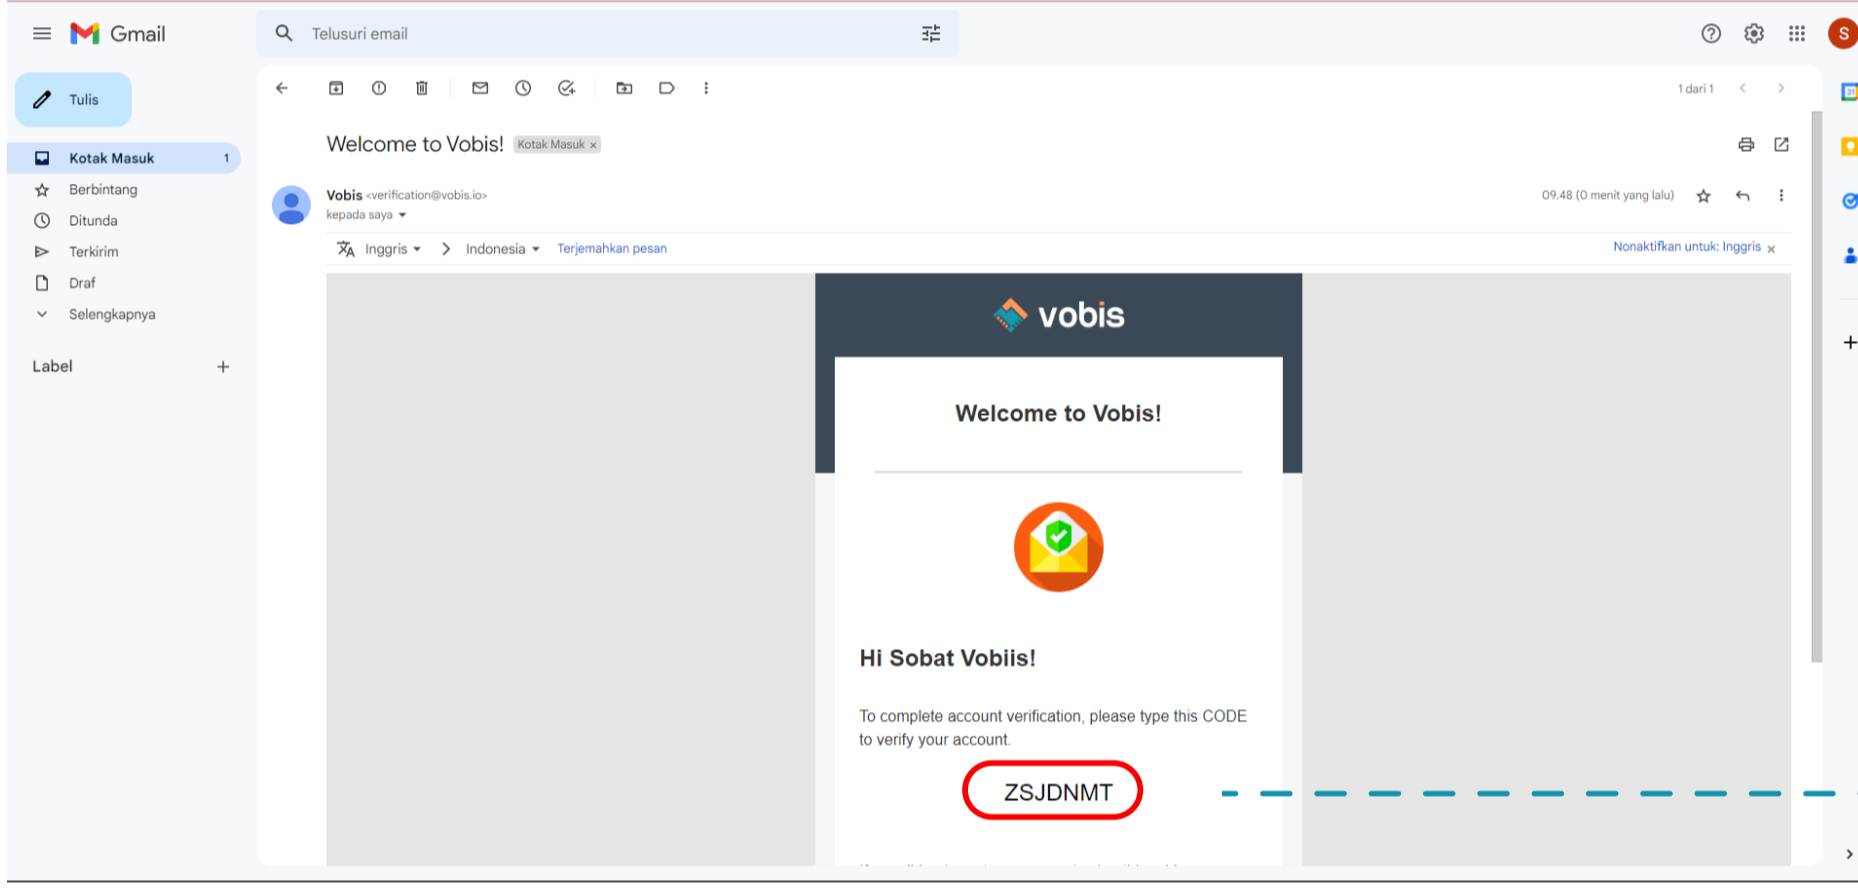 Gmail
Telusuri email
S
Tulis
1 dari 1
Kotak Masuk 1
Berbintang
Ditunda
Terkirim
Draf
Selengkapnya
Label
Welcome to Vobis! Kotak Masuk ×
Vobis <verification@vobis.io>
09.48 (0 menit yang lalu)
kepada saya
Inggris > Indonesia Terjemahkan pesan
Nonaktifkan untuk: Inggris ×
31
vobis
Welcome to Vobis!
Hi Sobat Vobiis!
To complete account verification, please type this CODE
to verify your account.
ZSJDNMT